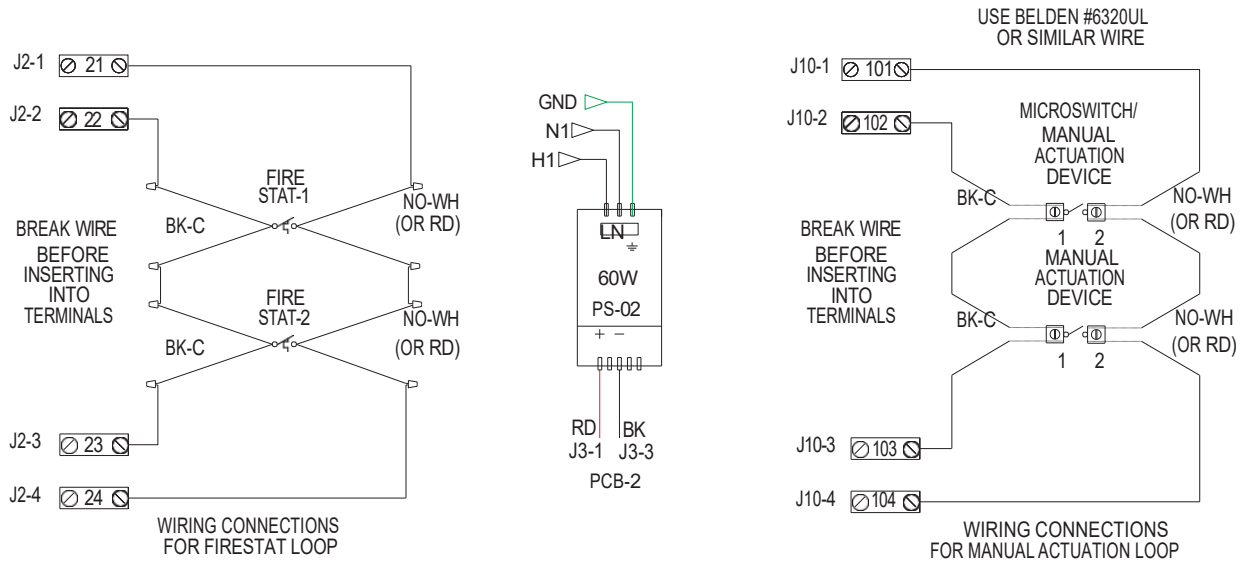 J2-1 21
J2-2 22
FIRE
STAT-1
BK-C
NO-WH
(OR RD)
BREAK WIRE
BEFORE
INSERTING
INTO
TERMINALS
FIRE
STAT-2
BK-C
NO-WH
(OR RD)
J2-3 23
J2-4 24
WIRING CONNECTIONS
FOR FIRESTAT LOOP
GND
N1
H1
LN
60W
PS-02
+ −
RD BK
J3-1 J3-3
PCB-2
USE BELDEN #6320UL
OR SIMILAR WIRE
J10-1 101
J10-2 102
MICROSWITCH/
MANUAL
ACTUATION
DEVICE
BK-C
NO-WH
(OR RD)
1 2
BREAK WIRE
BEFORE
INSERTING
INTO
TERMINALS
MANUAL
ACTUATION
DEVICE
BK-C
NO-WH
(OR RD)
1 2
J10-3 103
J10-4 104
WIRING CONNECTIONS
FOR MANUAL ACTUATION LOOP